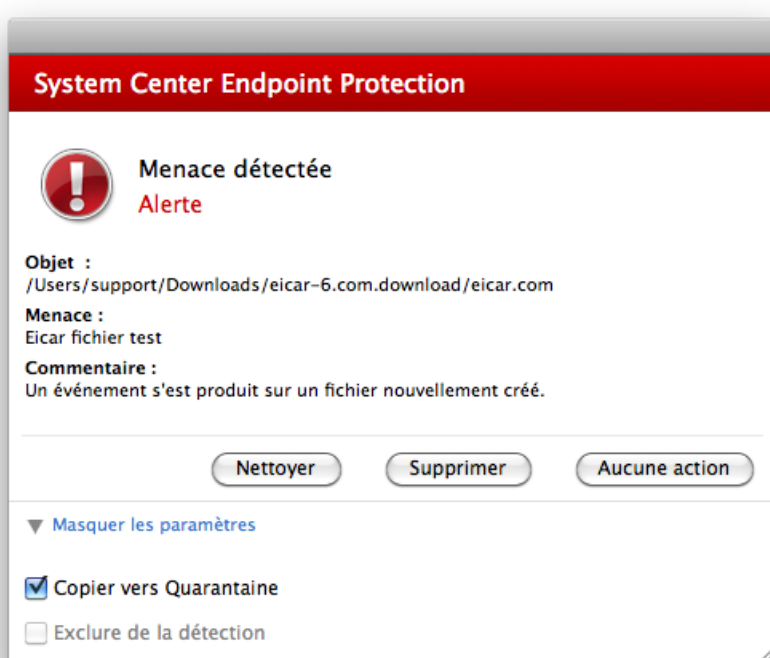 System Center Endpoint Protection
Menace détectée
Alerte
Objet :
/Users/support/Downloads/eicar-6.com.download/eicar.com
Menace :
Eicar fichier test
Commentaire :
Un événement s'est produit sur un fichier nouvellement créé.
Nettoyer Supprimer Aucune action
Masquer les paramètres
Copier vers Quarantaine
Exclure de la détection